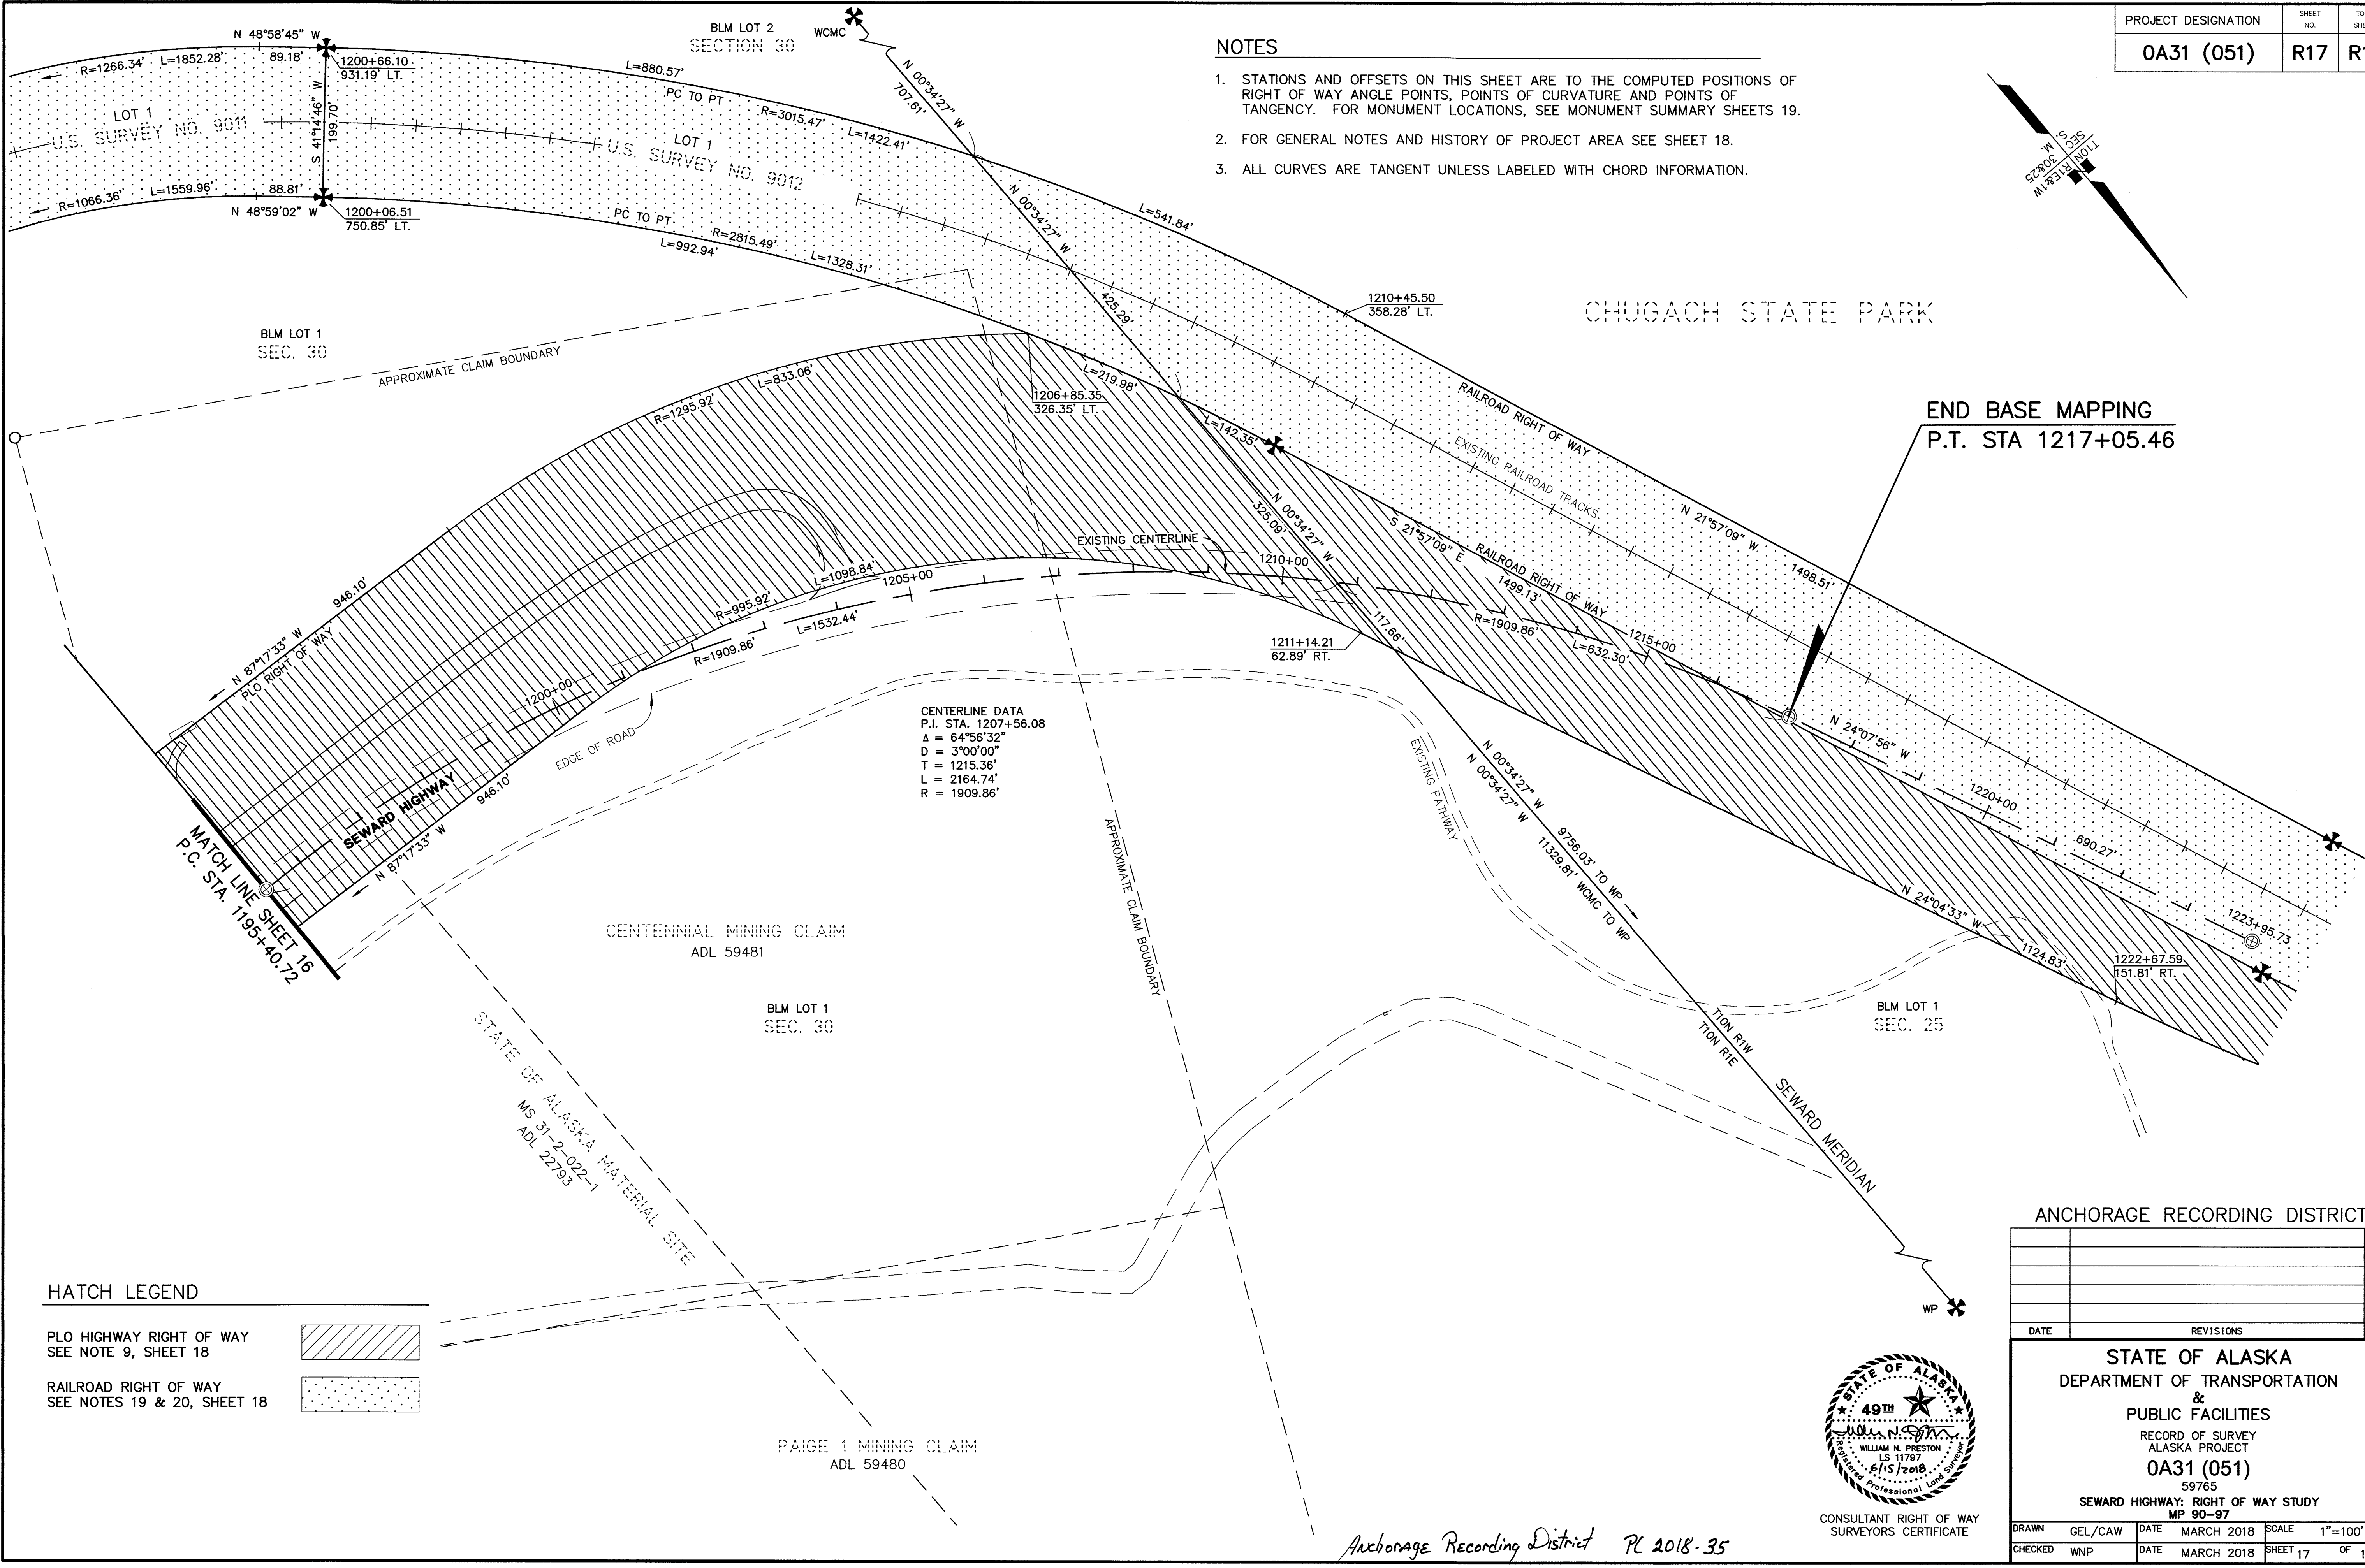 PROJECT DESIGNATION
SHEET NO.
0A31 (051)
R17
NOTES
1. STATIONS AND OFFSETS ON THIS SHEET ARE TO THE COMPUTED POSITIONS OF
RIGHT OF WAY ANGLE POINTS, POINTS OF CURVATURE AND POINTS OF
TANGENCY. FOR MONUMENT LOCATIONS, SEE MONUMENT SUMMARY SHEETS 19.
2. FOR GENERAL NOTES AND HISTORY OF PROJECT AREA SEE SHEET 18.
3. ALL CURVES ARE TANGENT UNLESS LABELED WITH CHORD INFORMATION.
T10N R1E&1W
SEC. 30&25
S. M.
N
BLM LOT 2
SECTION 30
WCMC
N 48°58'45" W
R=1266.34'
L=1852.28'
89.18'
1200+66.10
931.19' LT.
L=880.57'
PC TO PT
R=3015.47'
L=1422.41'
N 00°34'27" W
707.61'
LOT 1
U.S. SURVEY NO. 9011
S 41°14'46" W
199.70'
LOT 1
U.S. SURVEY NO. 9012
R=1066.36'
L=1559.96'
88.81'
N 48°59'02" W
1200+06.51
750.85' LT.
PC TO PT
R=2815.49'
L=992.94'
L=1328.31'
N 00°34'27" W
425.29'
L=541.84'
1210+45.50
358.28' LT.
CHUGACH STATE PARK
BLM LOT 1
SEC. 30
APPROXIMATE CLAIM BOUNDARY
L=833.06'
R=1295.92'
1206+85.35
326.35' LT.
L=219.98'
L=142.35'
RAILROAD RIGHT OF WAY
EXISTING RAILROAD TRACKS
N 21°57'09" W
1498.51'
END BASE MAPPING
P.T. STA 1217+05.46
N 00°34'27" W
325.09'
S 21°57'09" E
1499.13'
RAILROAD RIGHT OF WAY
EXISTING CENTERLINE
1210+00
946.10'
N 87°17'33" W
PLO RIGHT OF WAY
L=1098.84'
R=995.92'
1205+00
L=1532.44'
R=1909.86'
1200+00
117.66'
1211+14.21
62.89' RT.
R=1909.86'
L=632.30'
1215+00
EDGE OF ROAD
CENTERLINE DATA
P.I. STA. 1207+56.08
Δ = 64°56'32"
D = 3°00'00"
T = 1215.36'
L = 2164.74'
R = 1909.86'
SEWARD HIGHWAY
946.10'
N 87°17'33" W
MATCH LINE SHEET 16
P.C. STA. 1195+40.72
EXISTING PATHWAY
N 00°34'27" W
9756.03' TO WP
N 00°34'27" W
11329.81' WCMC TO WP
N 24°07'56" W
1220+00
690.27'
1223+95.73
N 24°04'33" W
1124.83'
1222+67.59
151.81' RT.
APPROXIMATE CLAIM BOUNDARY
CENTENNIAL MINING CLAIM
ADL 59481
BLM LOT 1
SEC. 30
BLM LOT 1
SEC. 25
T10N R1W
T10N R1E
SEWARD MERIDIAN
WP
STATE OF ALASKA MATERIAL SITE
MS 31-2-022-1
ADL 22793
PAIGE 1 MINING CLAIM
ADL 59480
HATCH LEGEND
PLO HIGHWAY RIGHT OF WAY
SEE NOTE 9, SHEET 18
RAILROAD RIGHT OF WAY
SEE NOTES 19 & 20, SHEET 18
STATE OF ALASKA
49TH
WILLIAM N. PRESTON
LS 11797
6/15/2018
Registered Professional Land Surveyor
CONSULTANT RIGHT OF WAY
SURVEYORS CERTIFICATE
Anchorage Recording District PL 2018-35
ANCHORAGE RECORDING DISTRICT
DATE REVISIONS
STATE OF ALASKA
DEPARTMENT OF TRANSPORTATION
&
PUBLIC FACILITIES
RECORD OF SURVEY
ALASKA PROJECT
0A31 (051)
59765
SEWARD HIGHWAY: RIGHT OF WAY STUDY
MP 90-97
DRAWN GEL/CAW DATE MARCH 2018 SCALE 1"=100'
CHECKED WNP DATE MARCH 2018 SHEET 17 OF